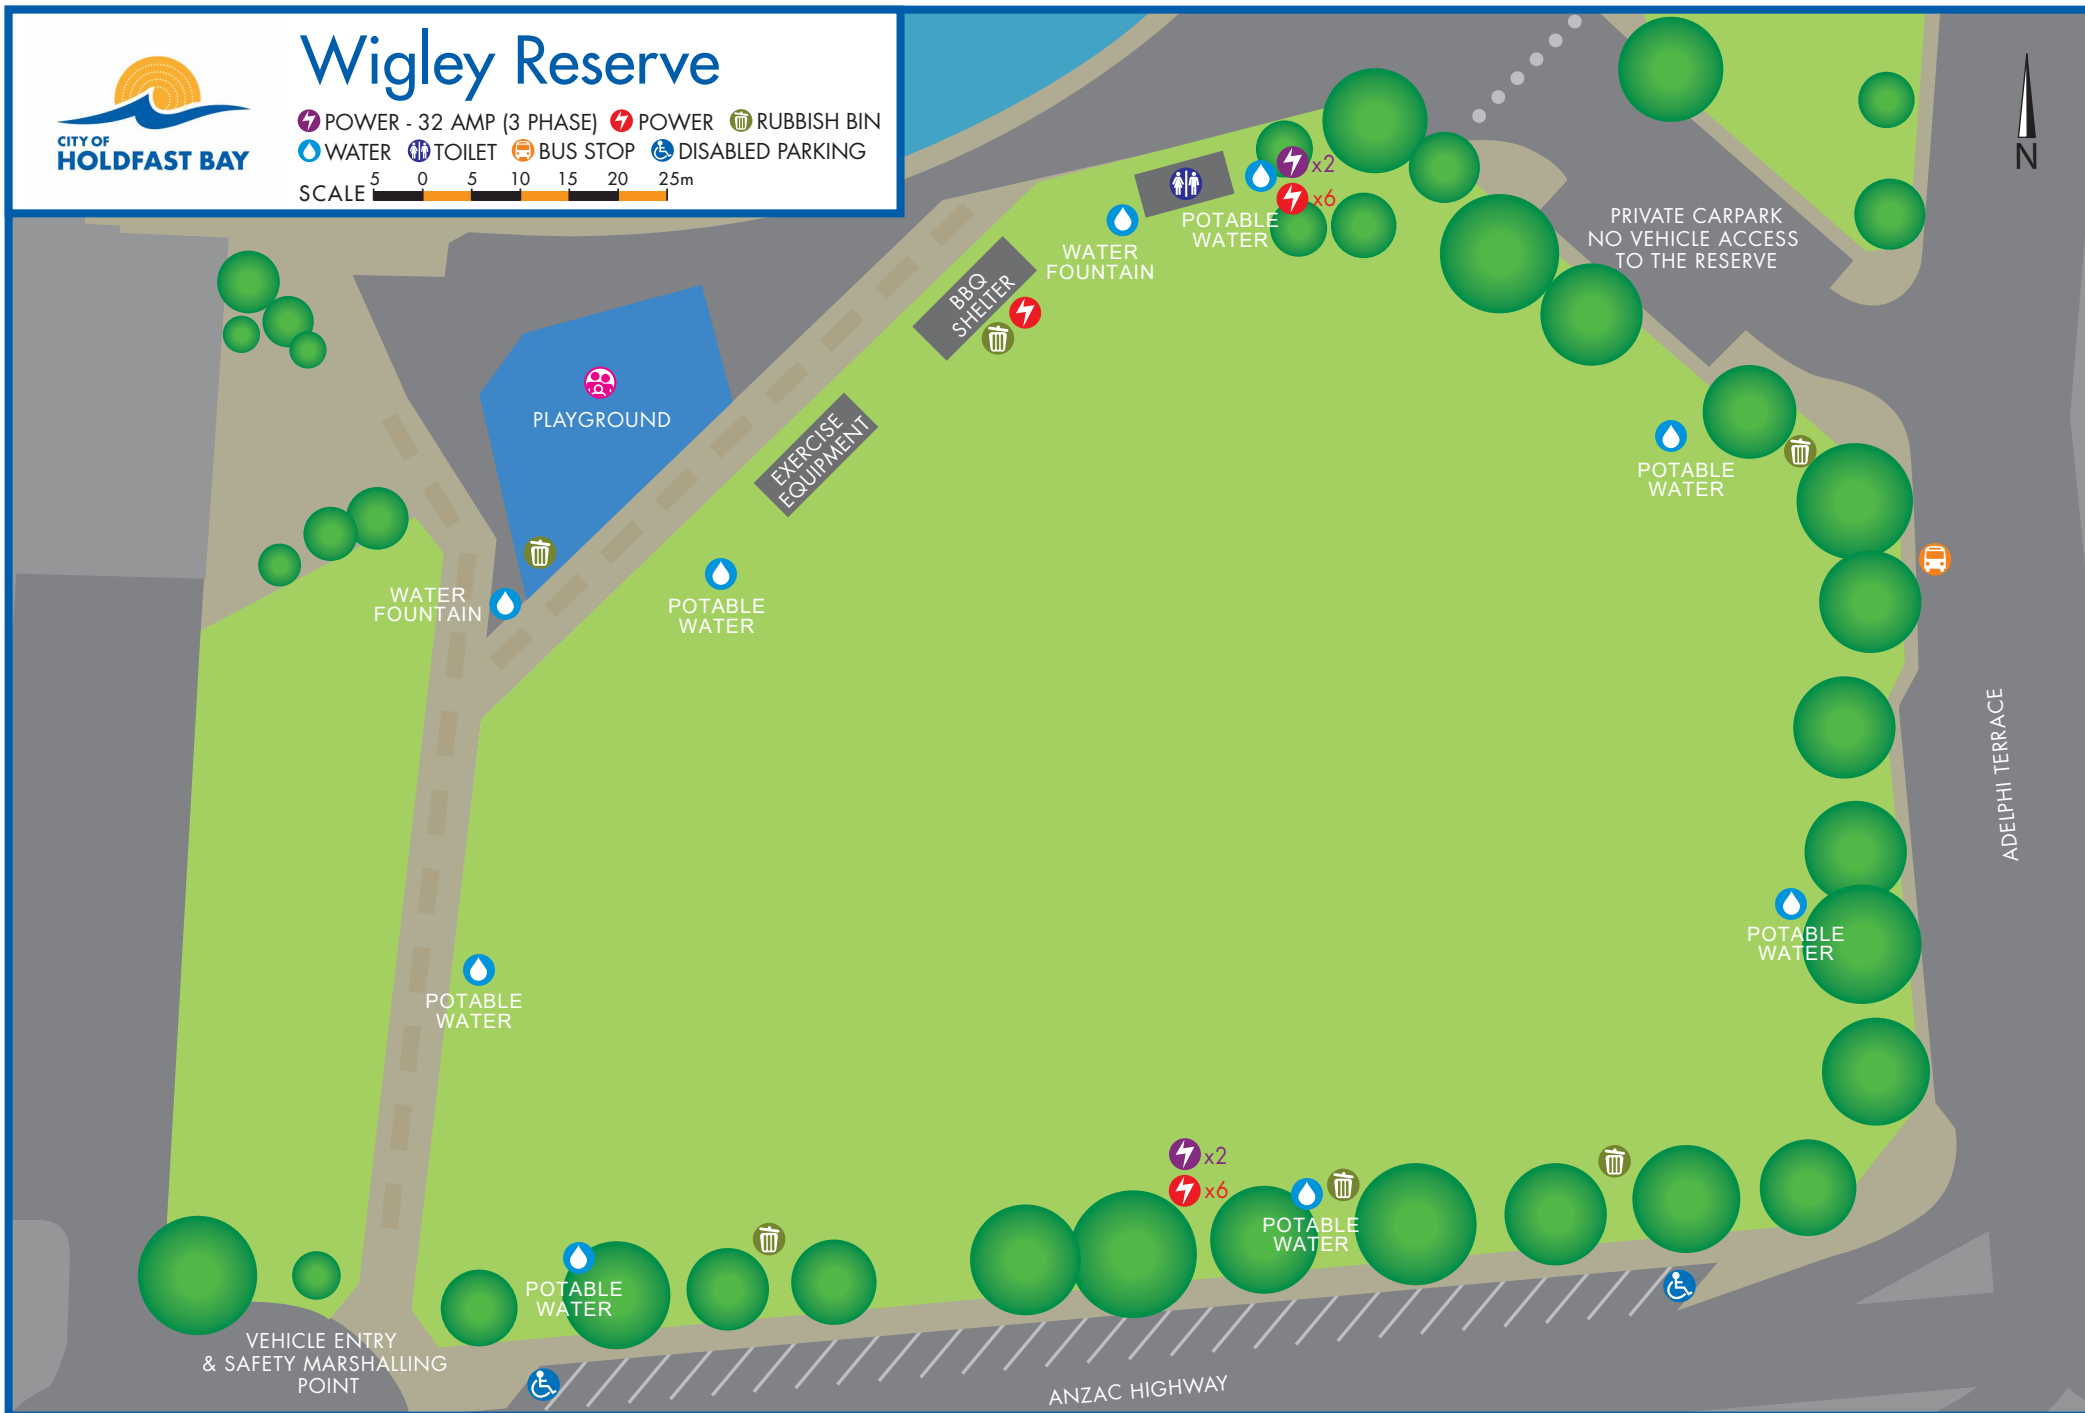 Wigley Reserve
CITY OF
HOLDFAST BAY
POWER - 32 AMP (3 PHASE) POWER RUBBISH BIN
WATER TOILET BUS STOP DISABLED PARKING
SCALE 5 0 5 10 15 20 25m
N
x2
x6
POTABLE
WATER
WATER
FOUNTAIN
PRIVATE CARPARK
NO VEHICLE ACCESS
TO THE RESERVE
BBQ
SHELTER
PLAYGROUND
EXERCISE
EQUIPMENT
POTABLE
WATER
WATER
FOUNTAIN
POTABLE
WATER
ADELPHI TERRACE
POTABLE
WATER
POTABLE
WATER
x2
x6
POTABLE
WATER
POTABLE
WATER
VEHICLE ENTRY
& SAFETY MARSHALLING
POINT
ANZAC HIGHWAY